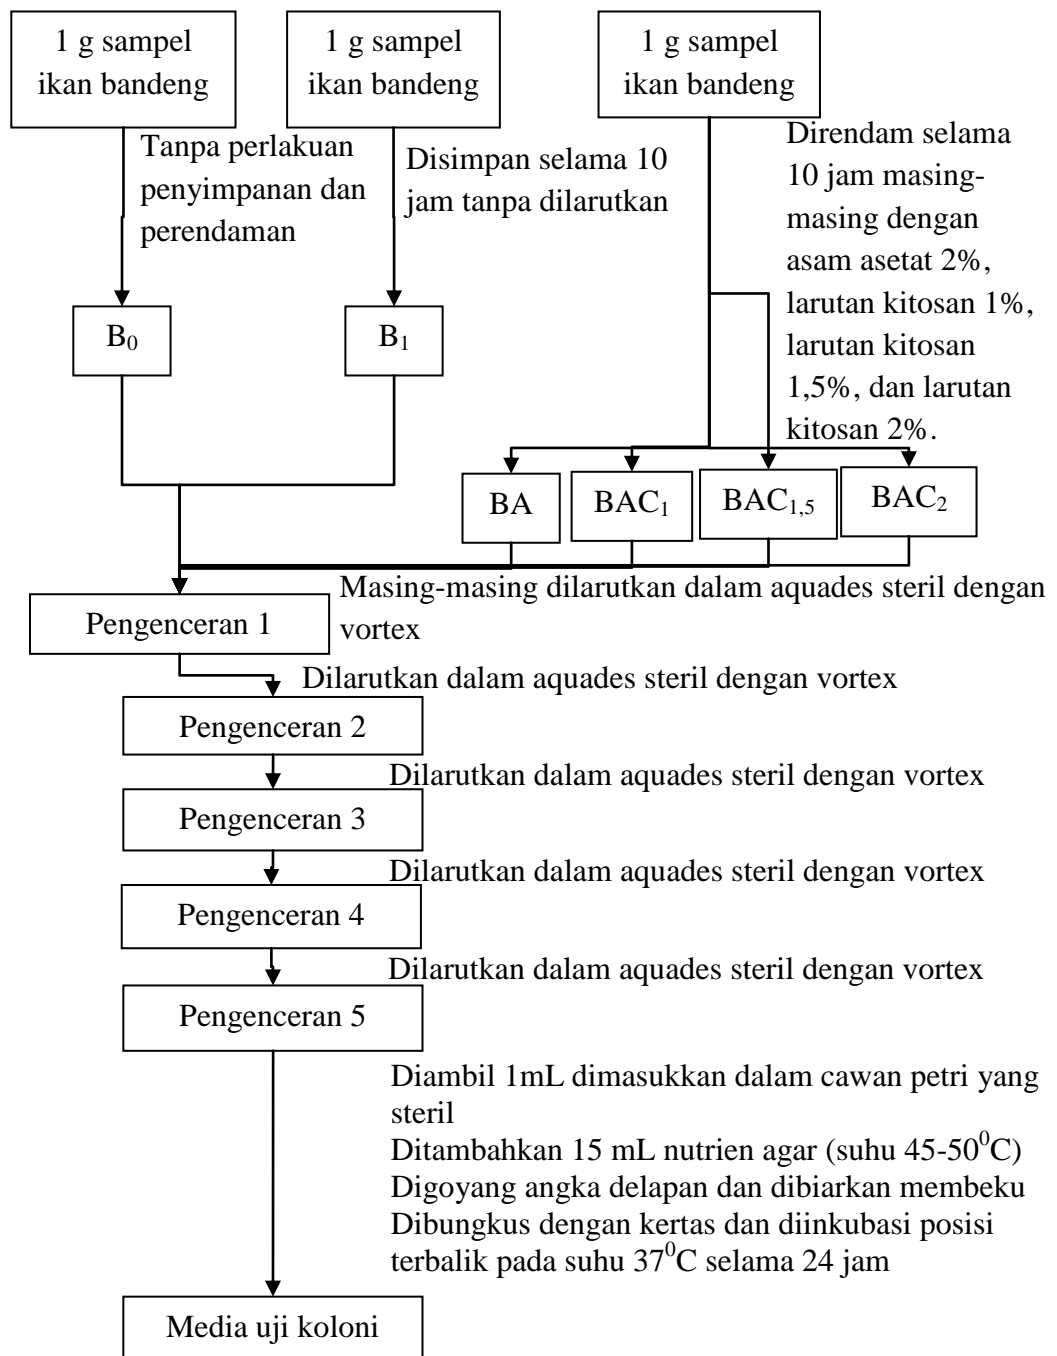 1 g sampel
ikan bandeng
1 g sampel
ikan bandeng
1 g sampel
ikan bandeng
Tanpa perlakuan
penyimpanan dan
perendaman
Disimpan selama 10
jam tanpa dilarutkan
Direndam selama
10 jam masing-
masing dengan
asam asetat 2%,
larutan kitosan 1%,
larutan kitosan
1,5%, dan larutan
kitosan 2%.
B₀
B₁
BA
BAC₁
BAC₁,₅
BAC₂
Masing-masing dilarutkan dalam aquades steril dengan
vortex
Pengenceran 1
Dilarutkan dalam aquades steril dengan vortex
Pengenceran 2
Dilarutkan dalam aquades steril dengan vortex
Pengenceran 3
Dilarutkan dalam aquades steril dengan vortex
Pengenceran 4
Dilarutkan dalam aquades steril dengan vortex
Pengenceran 5
Diambil 1mL dimasukkan dalam cawan petri yang
steril
Ditambahkan 15 mL nutrien agar (suhu 45-50⁰C)
Digoyang angka delapan dan dibiarkan membeku
Dibungkus dengan kertas dan diinkubasi posisi
terbalik pada suhu 37⁰C selama 24 jam
Media uji koloni